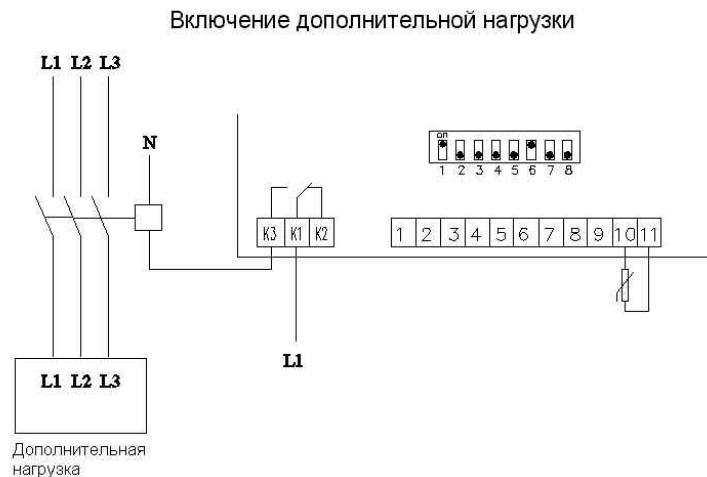 Включение дополнительной нагрузки
L1 L2 L3
N
ON
1 2 3 4 5 6 7 8
K3 K1 K2
1 2 3 4 5 6 7 8 9 10 11
L1
L1 L2 L3
Дополнительная
нагрузка